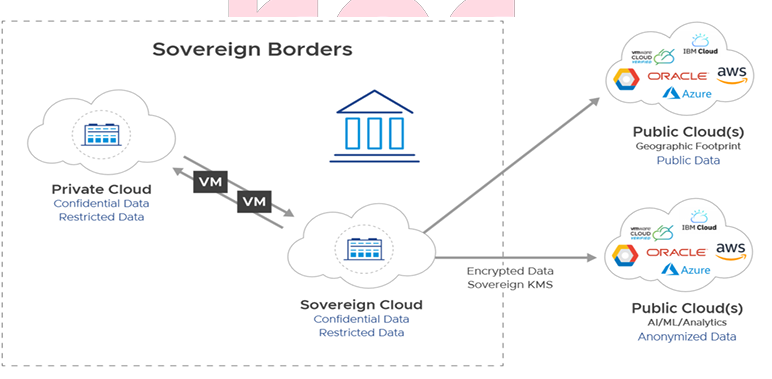 Sovereign Borders
Private Cloud
Confidential Data
Restricted Data
VM
VM
Sovereign Cloud
Confidential Data
Restricted Data
Encrypted Data
Sovereign KMS
vmware
CLOUD
VERIFIED
IBM Cloud
ORACLE
aws
Azure
Public Cloud(s)
Geographic Footprint
Public Data
vmware
CLOUD
VERIFIED
IBM Cloud
ORACLE
aws
Azure
Public Cloud(s)
AI/ML/Analytics
Anonymized Data